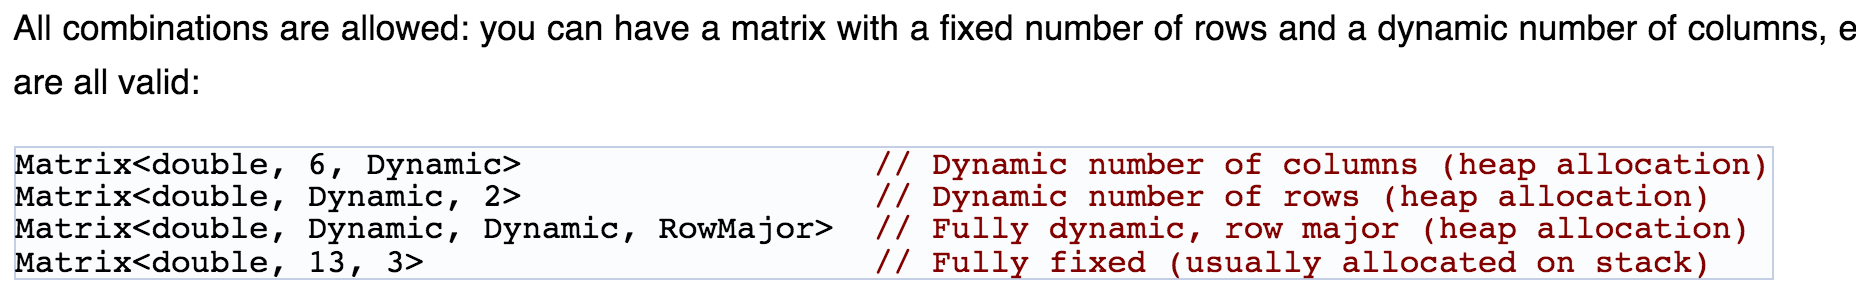 All combinations are allowed: you can have a matrix with a fixed number of rows and a dynamic number of columns, e
are all valid:
Matrix<double, 6, Dynamic> // Dynamic number of columns (heap allocation)
Matrix<double, Dynamic, 2> // Dynamic number of rows (heap allocation)
Matrix<double, Dynamic, Dynamic, RowMajor> // Fully dynamic, row major (heap allocation)
Matrix<double, 13, 3> // Fully fixed (usually allocated on stack)